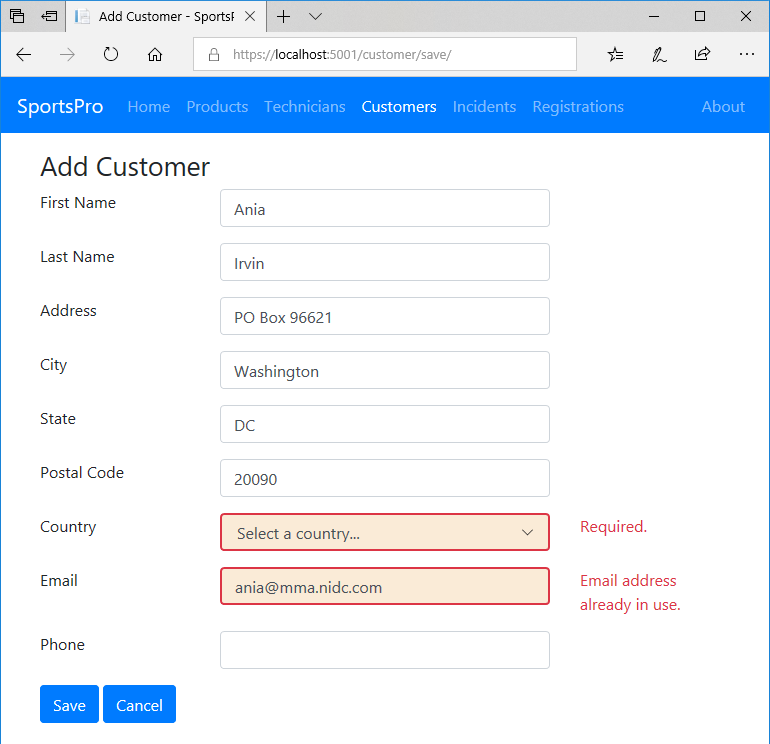 Add Customer - SportsP
https://localhost:5001/customer/save/
SportsPro Home Products Technicians Customers Incidents Registrations About
Add Customer
First Name Ania
Last Name Irvin
Address PO Box 96621
City Washington
State DC
Postal Code 20090
Country Select a country... Required.
Email ania@mma.nidc.com Email address
already in use.
Phone
Save Cancel